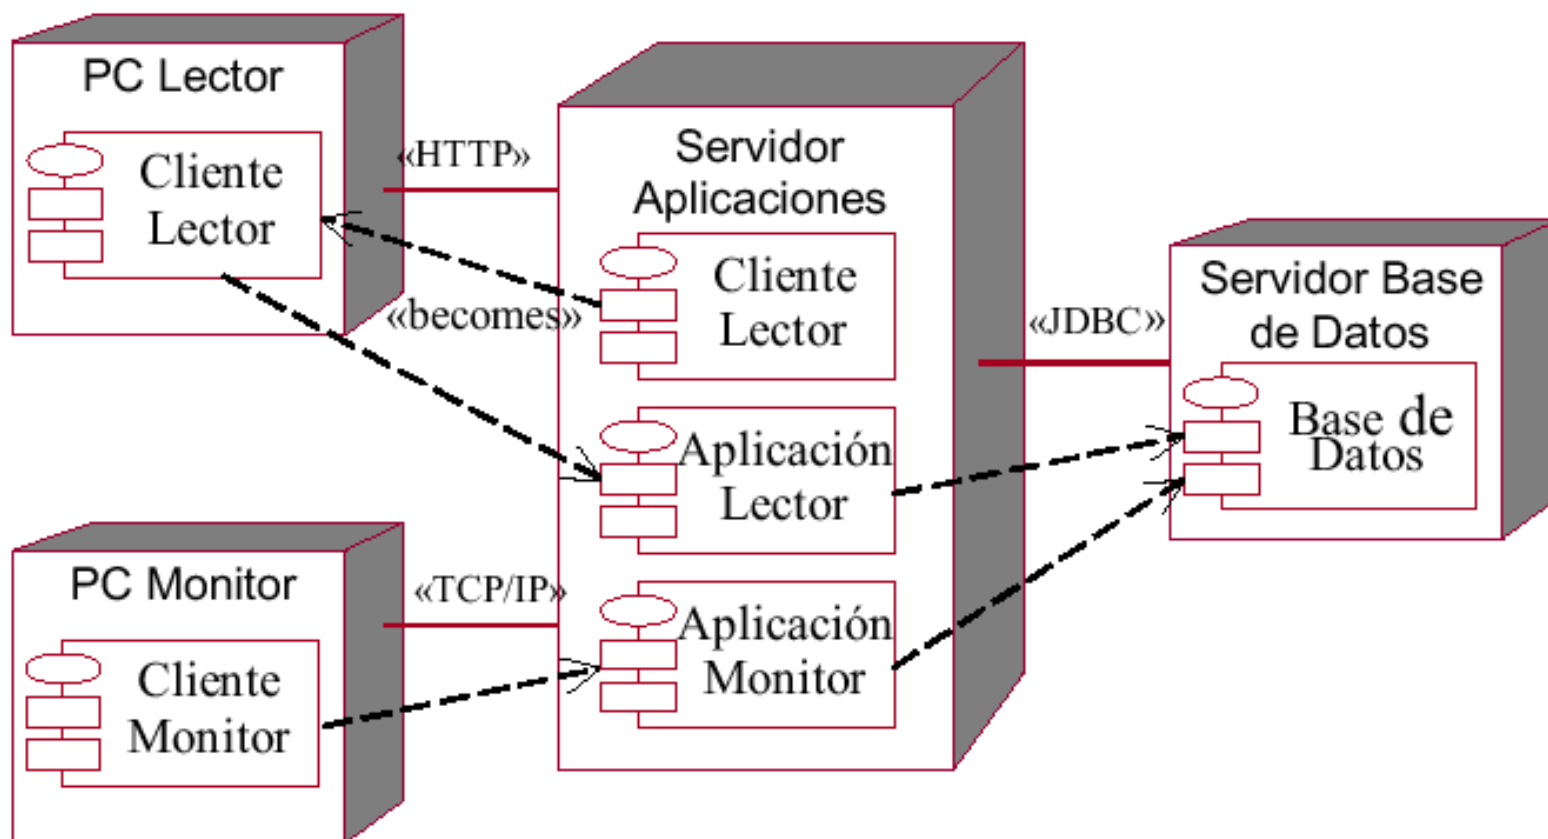 PC Lector
Cliente
Lector
«HTTP»
«becomes»
PC Monitor
Cliente
Monitor
«TCP/IP»
Servidor
Aplicaciones
Cliente
Lector
Aplicación
Lector
Aplicación
Monitor
«JDBC»
Servidor Base
de Datos
Base de
Datos